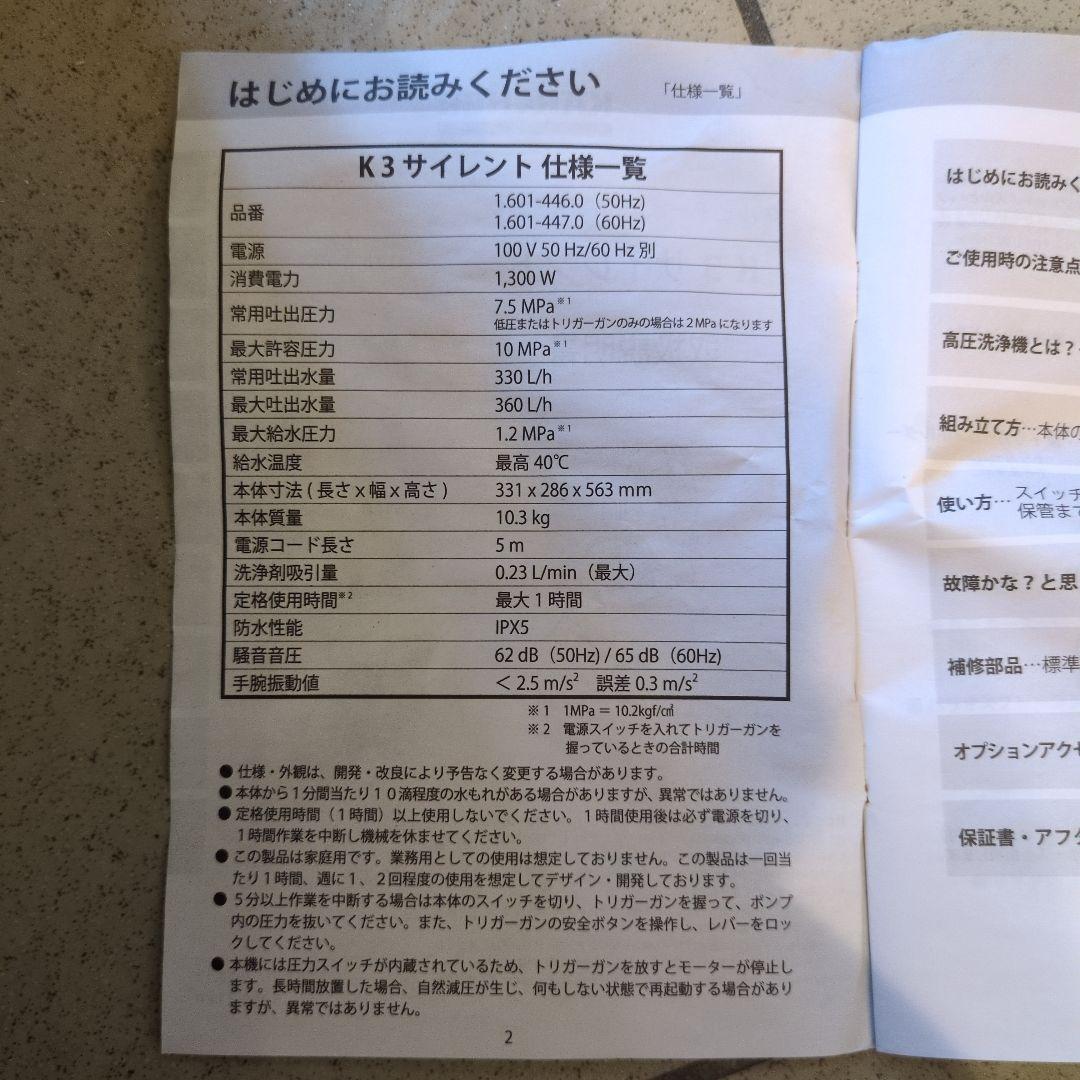 はじめにお読みください 「仕様一覧」
K3サイレント 仕様一覧
品番 1.601-446.0（50Hz)
1.601-447.0（60Hz)
電源 100 V 50 Hz/60 Hz 別
消費電力 1,300 W
常用吐出圧力 7.5 MPa※1
低圧またはトリガーガンのみの場合は2MPaになります
最大許容圧力 10 MPa※1
常用吐出水量 330 L/h
最大吐出水量 360 L/h
最大給水圧力 1.2 MPa※1
給水温度 最高 40℃
本体寸法 ( 長さ x 幅 x 高さ ) 331 x 286 x 563 mm
本体質量 10.3 kg
電源コード長さ 5 m
洗浄剤吸引量 0.23 L/min（最大）
定格使用時間※2 最大1時間
防水性能 IPX5
騒音音圧 62 dB（50Hz) / 65 dB（60Hz)
手腕振動値 ＜ 2.5 m/s² 誤差 0.3 m/s²
※1 1MPa ＝ 10.2kgf/㎠
※2 電源スイッチを入れてトリガーガンを
握っているときの合計時間
● 仕様・外観は、開発・改良により予告なく変更する場合があります。
● 本体から1分間当たり10滴程度の水もれがある場合がありますが、異常ではありません。
● 定格使用時間（1時間）以上使用しないでください。1時間使用後は必ず電源を切り、
1時間作業を中断し機械を休ませてください。
● この製品は家庭用です。業務用としての使用は想定しておりません。この製品は一回当
たり1時間、週に1、2回程度の使用を想定してデザイン・開発しております。
● 5分以上作業を中断する場合は本体のスイッチを切り、トリガーガンを握って、ポンプ
内の圧力を抜いてください。また、トリガーガンの安全ボタンを操作し、レバーをロッ
クしてください。
● 本機には圧力スイッチが内蔵されているため、トリガーガンを放すとモーターが停止し
ます。長時間放置した場合、自然減圧が生じ、何もしない状態で再起動する場合があり
ますが、異常ではありません。
2
はじめにお読みく
ご使用時の注意点
高圧洗浄機とは？
組み立て方…本体の
使い方…スイッチ
保管まで
故障かな？と思
補修部品…標準
オプションアクセ
保証書・アフタ